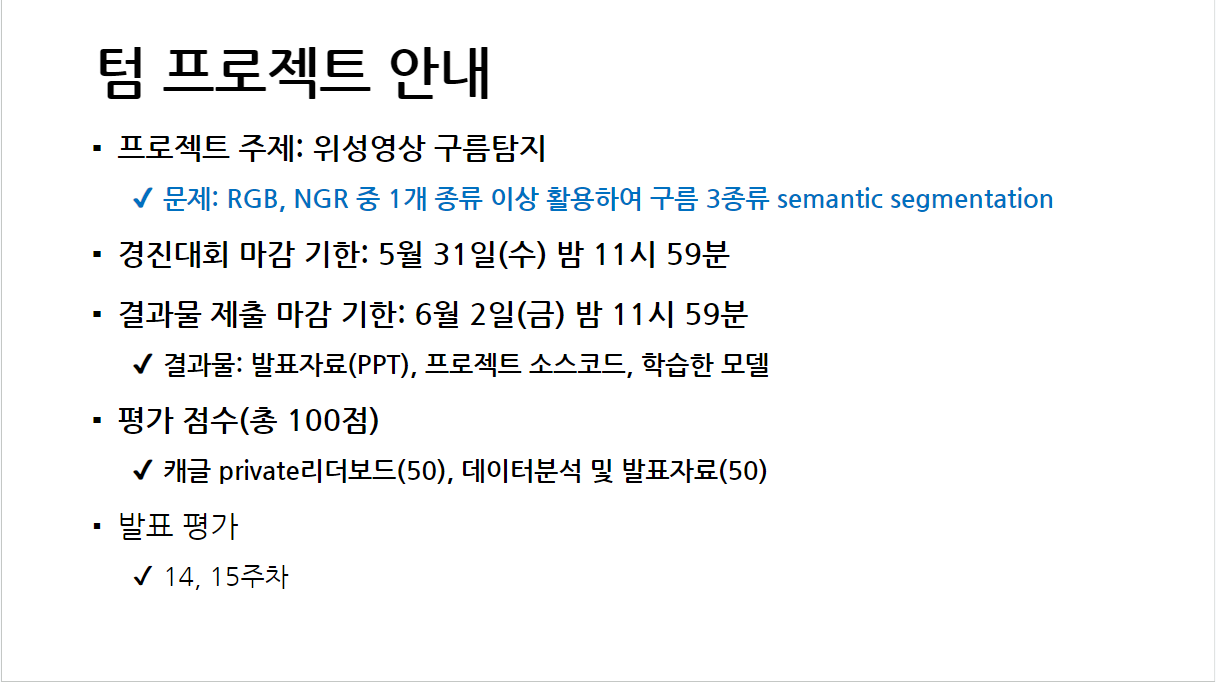 텀 프로젝트 안내
▪ 프로젝트 주제: 위성영상 구름탐지
✔ 문제: RGB, NGR 중 1개 종류 이상 활용하여 구름 3종류 semantic segmentation
▪ 경진대회 마감 기한: 5월 31일(수) 밤 11시 59분
▪ 결과물 제출 마감 기한: 6월 2일(금) 밤 11시 59분
✔ 결과물: 발표자료(PPT), 프로젝트 소스코드, 학습한 모델
▪ 평가 점수(총 100점)
✔ 캐글 private리더보드(50), 데이터분석 및 발표자료(50)
▪ 발표 평가
✔ 14, 15주차